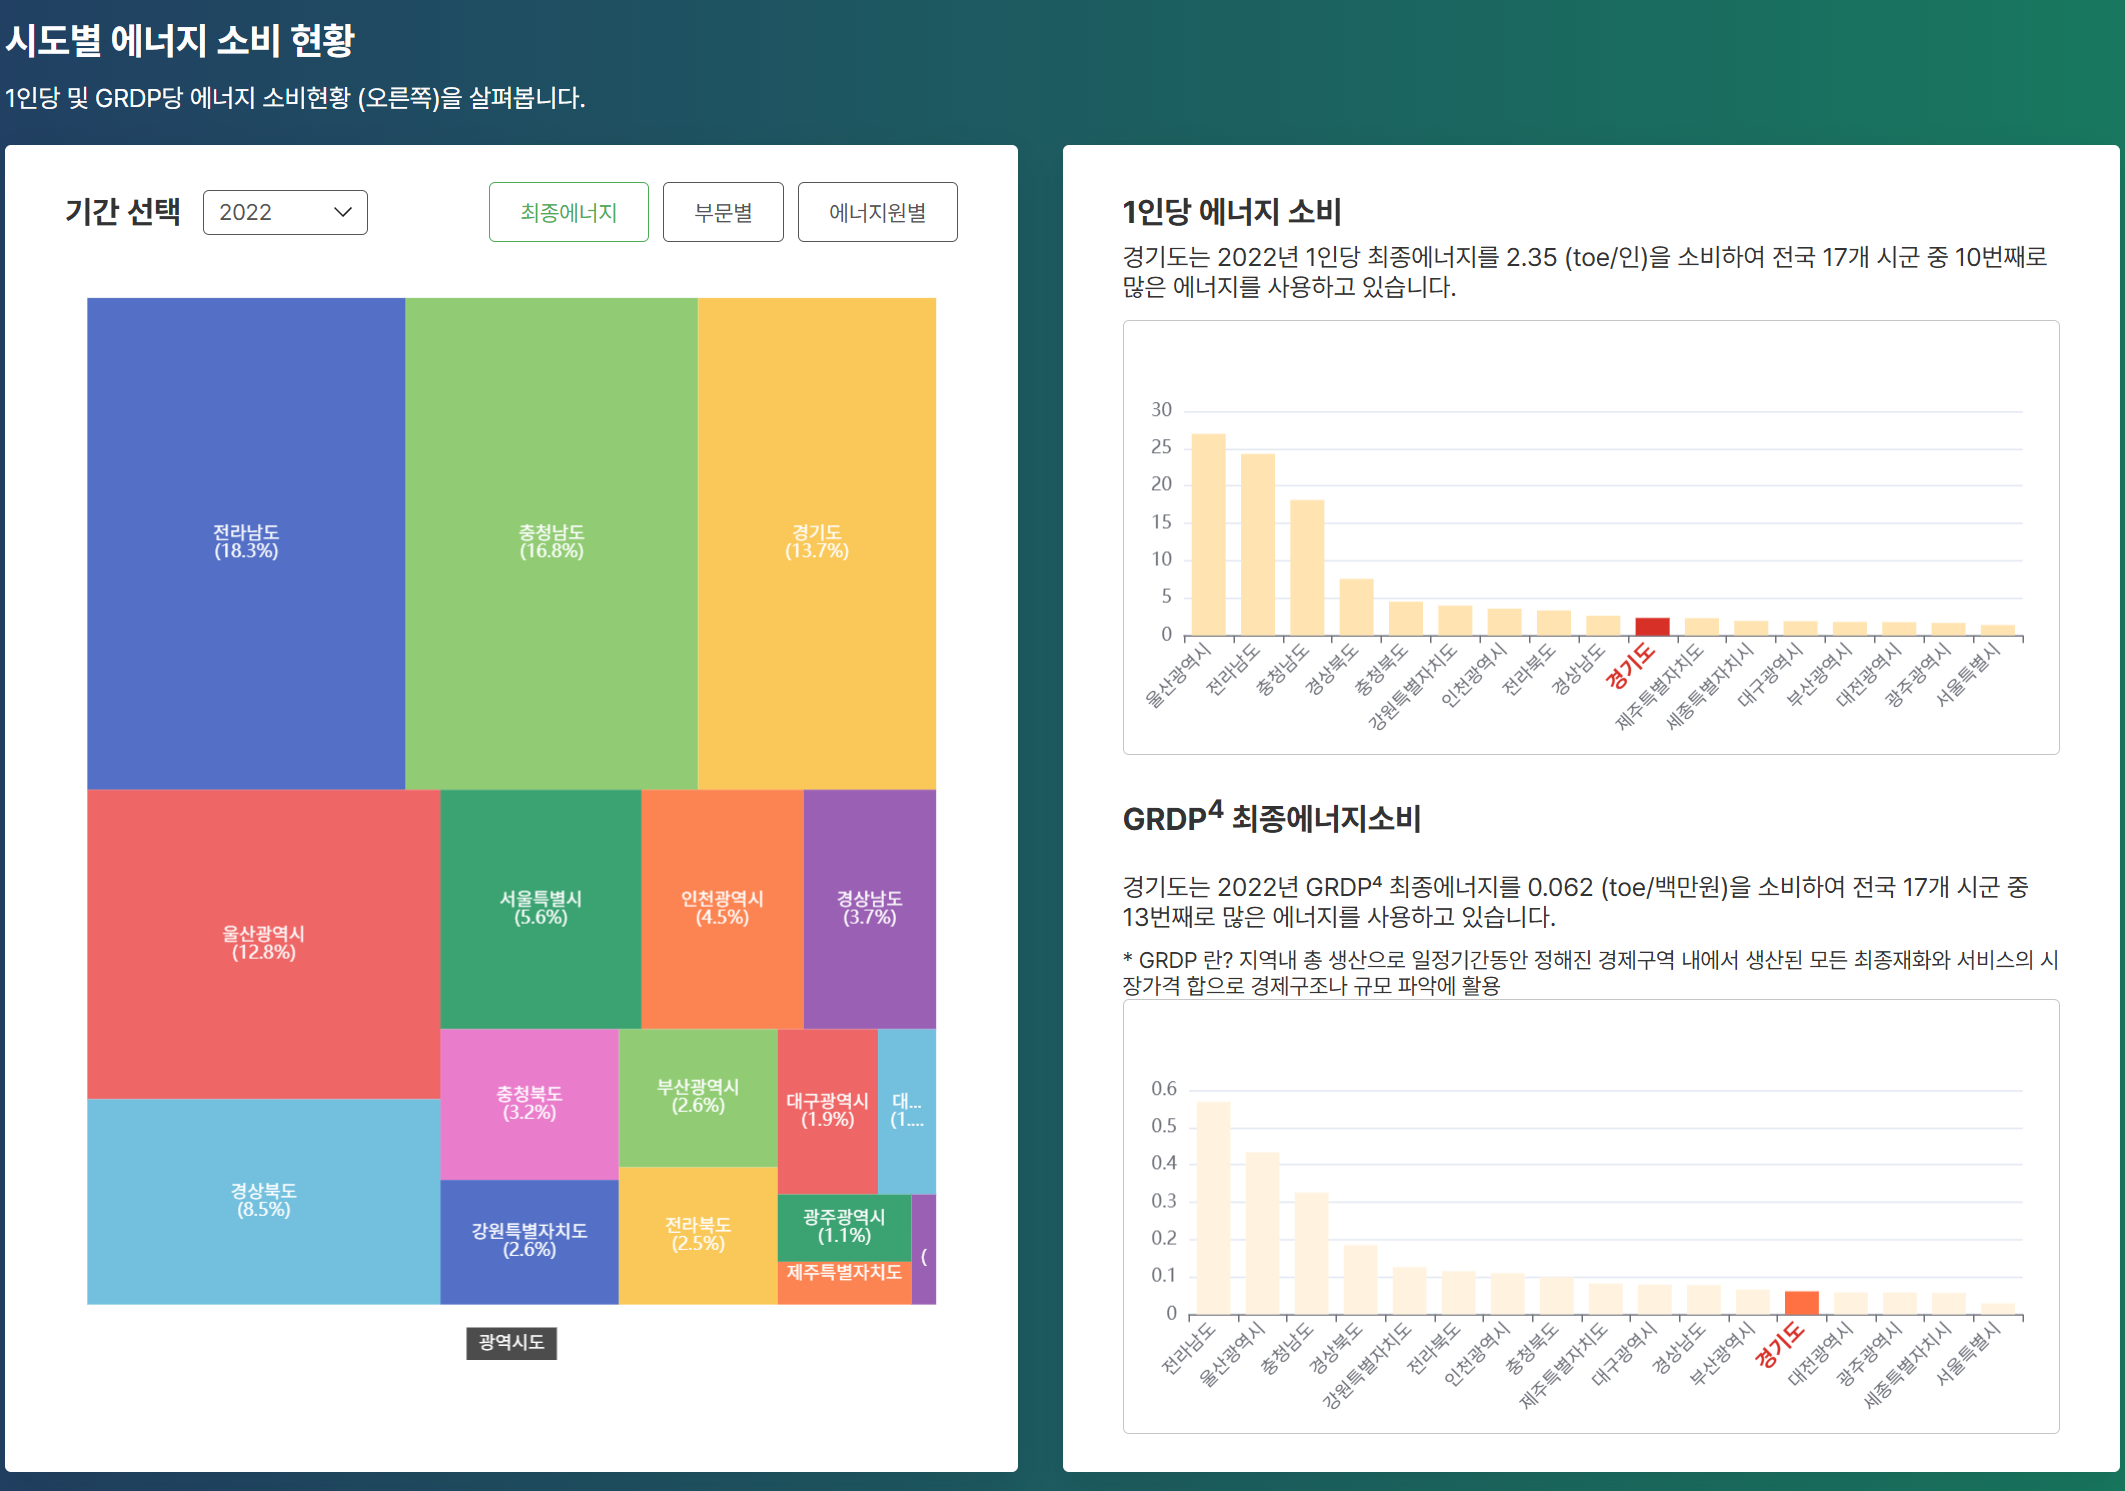 시도별 에너지 소비 현황
1인당 및 GRDP당 에너지 소비현황 (오른쪽)을 살펴봅니다.
기간 선택
2022
최종에너지
부문별
에너지원별
전라남도
(18.3%)
충청남도
(16.8%)
경기도
(13.7%)
울산광역시
(12.8%)
서울특별시
(5.6%)
인천광역시
(4.5%)
경상남도
(3.7%)
경상북도
(8.5%)
충청북도
(3.2%)
부산광역시
(2.6%)
대구광역시
(1.9%)
대...
(1....
강원특별자치도
(2.6%)
전라북도
(2.5%)
광주광역시
(1.1%)
제주특별자치도
(
광역시도
1인당 에너지 소비
경기도는 2022년 1인당 최종에너지를 2.35 (toe/인)을 소비하여 전국 17개 시군 중 10번째로
많은 에너지를 사용하고 있습니다.
30
25
20
15
10
5
0
울산광역시
전라남도
충청남도
경상북도
충청북도
강원특별자치도
인천광역시
전라북도
경상남도
경기도
제주특별자치도
세종특별자치시
대구광역시
부산광역시
대전광역시
광주광역시
서울특별시
GRDP⁴ 최종에너지소비
경기도는 2022년 GRDP⁴ 최종에너지를 0.062 (toe/백만원)을 소비하여 전국 17개 시군 중
13번째로 많은 에너지를 사용하고 있습니다.
* GRDP 란? 지역내 총 생산으로 일정기간동안 정해진 경제구역 내에서 생산된 모든 최종재화와 서비스의 시
장가격 합으로 경제구조나 규모 파악에 활용
0.6
0.5
0.4
0.3
0.2
0.1
0
전라남도
울산광역시
충청남도
경상북도
강원특별자치도
전라북도
인천광역시
충청북도
제주특별자치도
대구광역시
경상남도
부산광역시
경기도
대전광역시
광주광역시
세종특별자치시
서울특별시